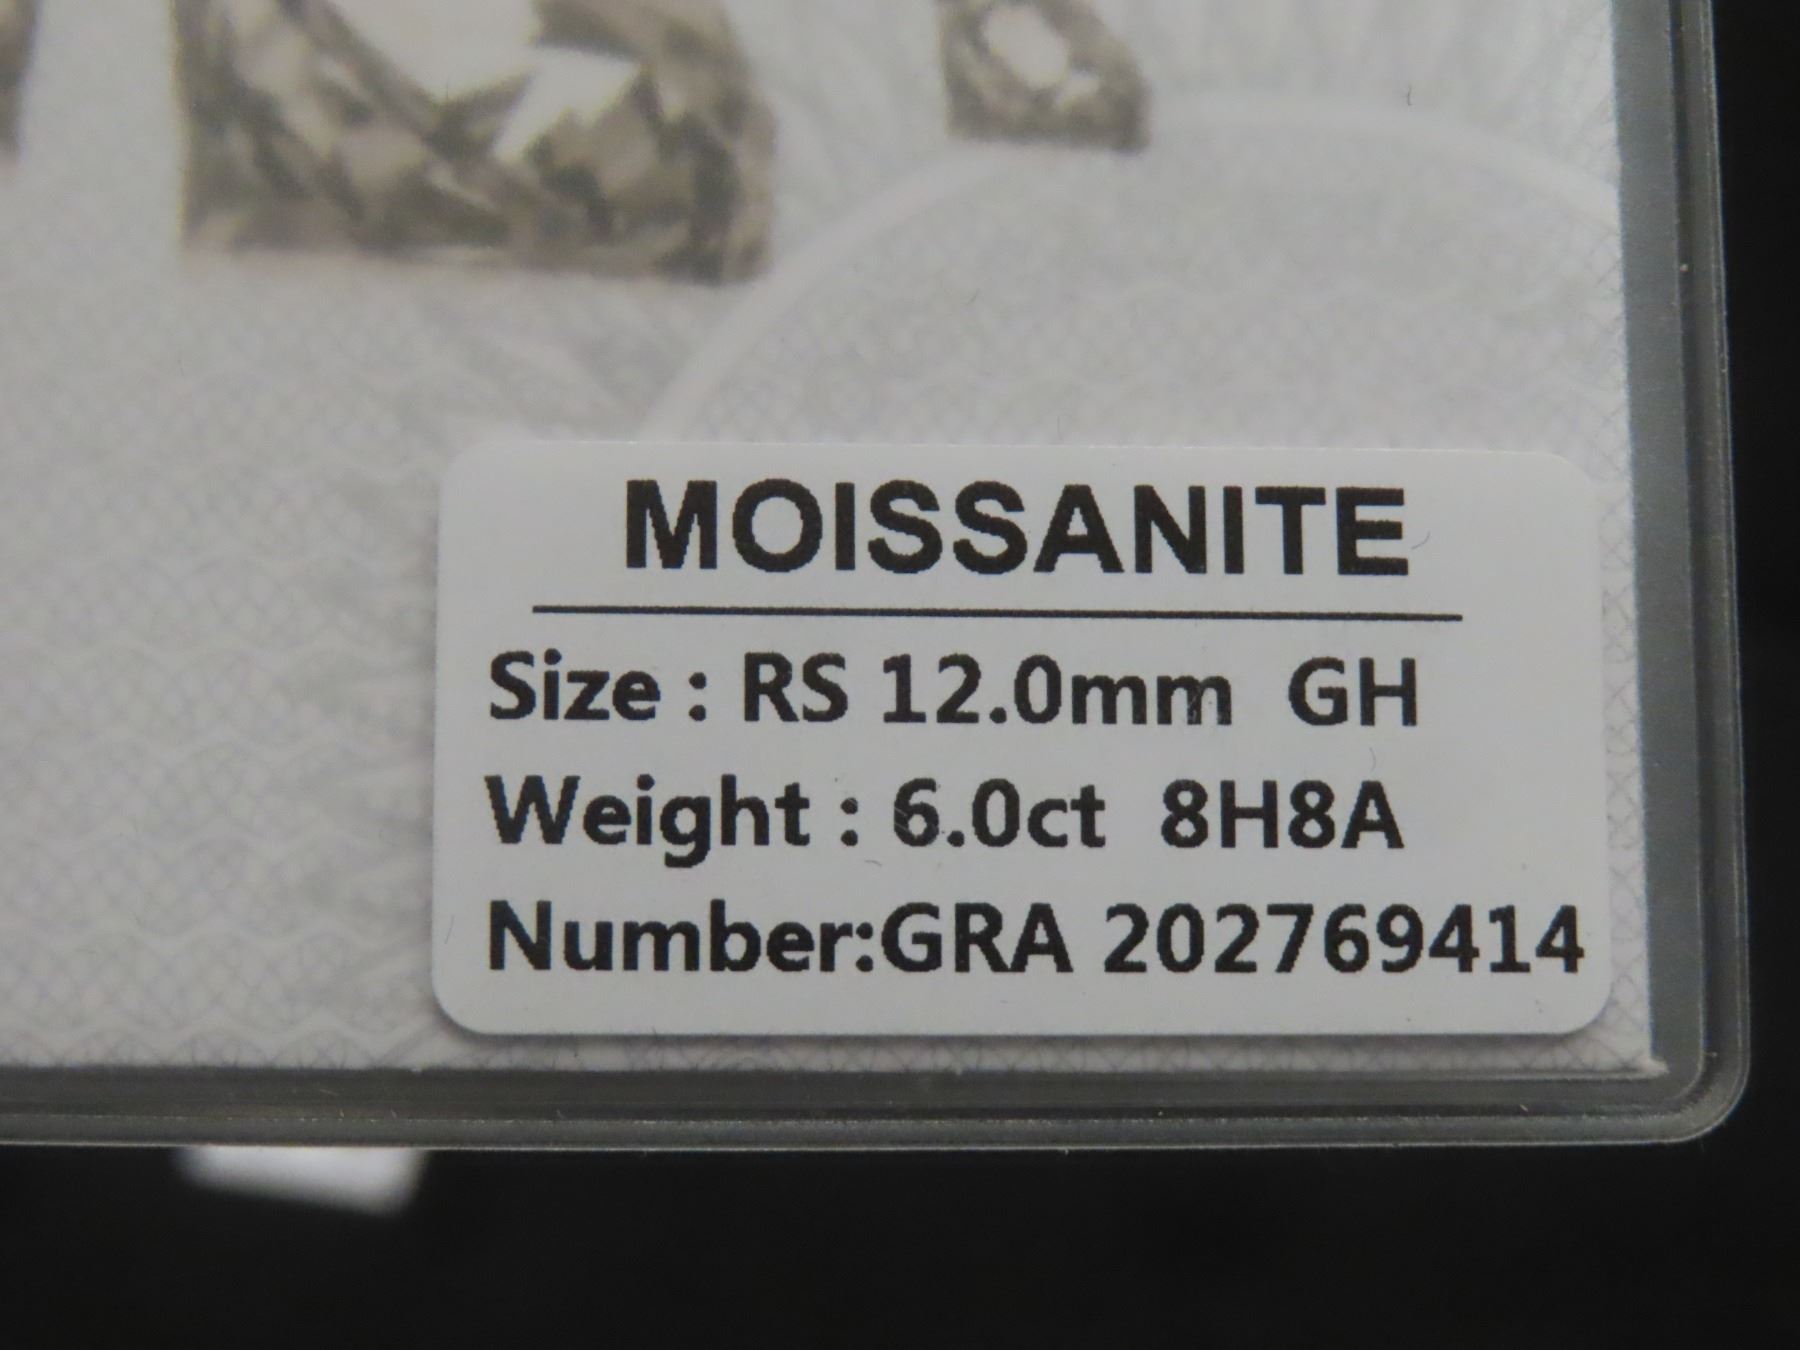 MOISSANITE
Size : RS 12.0mm GH
Weight : 6.0ct 8H8A
Number:GRA 202769414